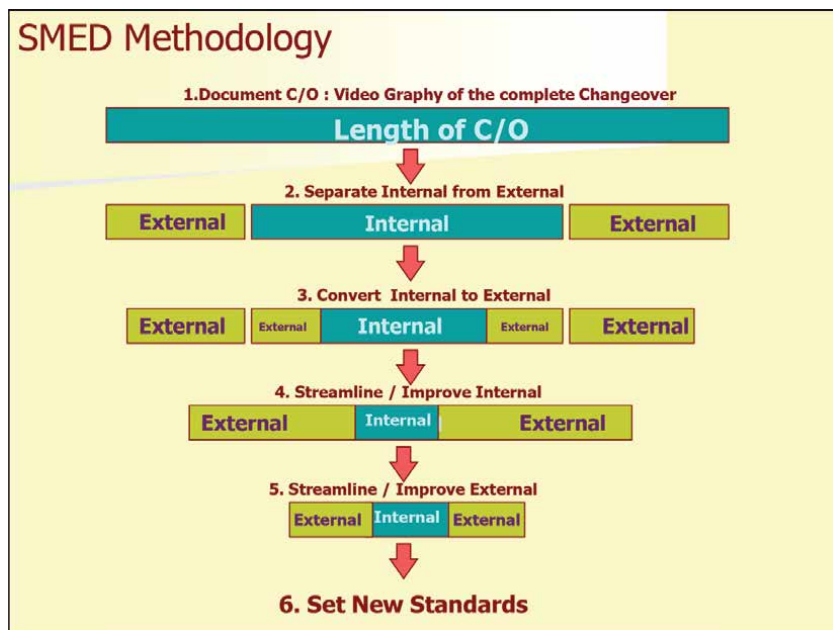 SMED Methodology
1.Document C/O : Video Graphy of the complete Changeover
Length of C/O
2. Separate Internal from External
External Internal External
3. Convert Internal to External
External External Internal External External
4. Streamline / Improve Internal
External Internal External
5. Streamline / Improve External
External Internal External
6. Set New Standards